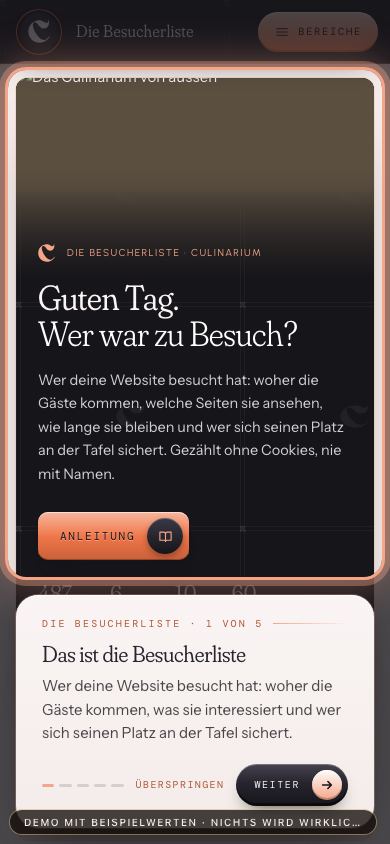 Die Besucherliste
BEREICHE
Das Culinarium von außen
DIE BESUCHERLISTE · CULINARIUM
Guten Tag.
Wer war zu Besuch?
Wer deine Website besucht hat: woher die
Gäste kommen, welche Seiten sie ansehen,
wie lange sie bleiben und wer sich seinen Platz
an der Tafel sichert. Gezählt ohne Cookies, nie
mit Namen.
ANLEITUNG
487 6 10 60
DIE BESUCHERLISTE · 1 VON 5
Das ist die Besucherliste
Wer deine Website besucht hat: woher die
Gäste kommen, was sie interessiert und wer
sich seinen Platz an der Tafel sichert.
ÜBERSPRINGEN
WEITER
DEMO MIT BEISPIELWERTEN · NICHTS WIRD WIRKLIC…